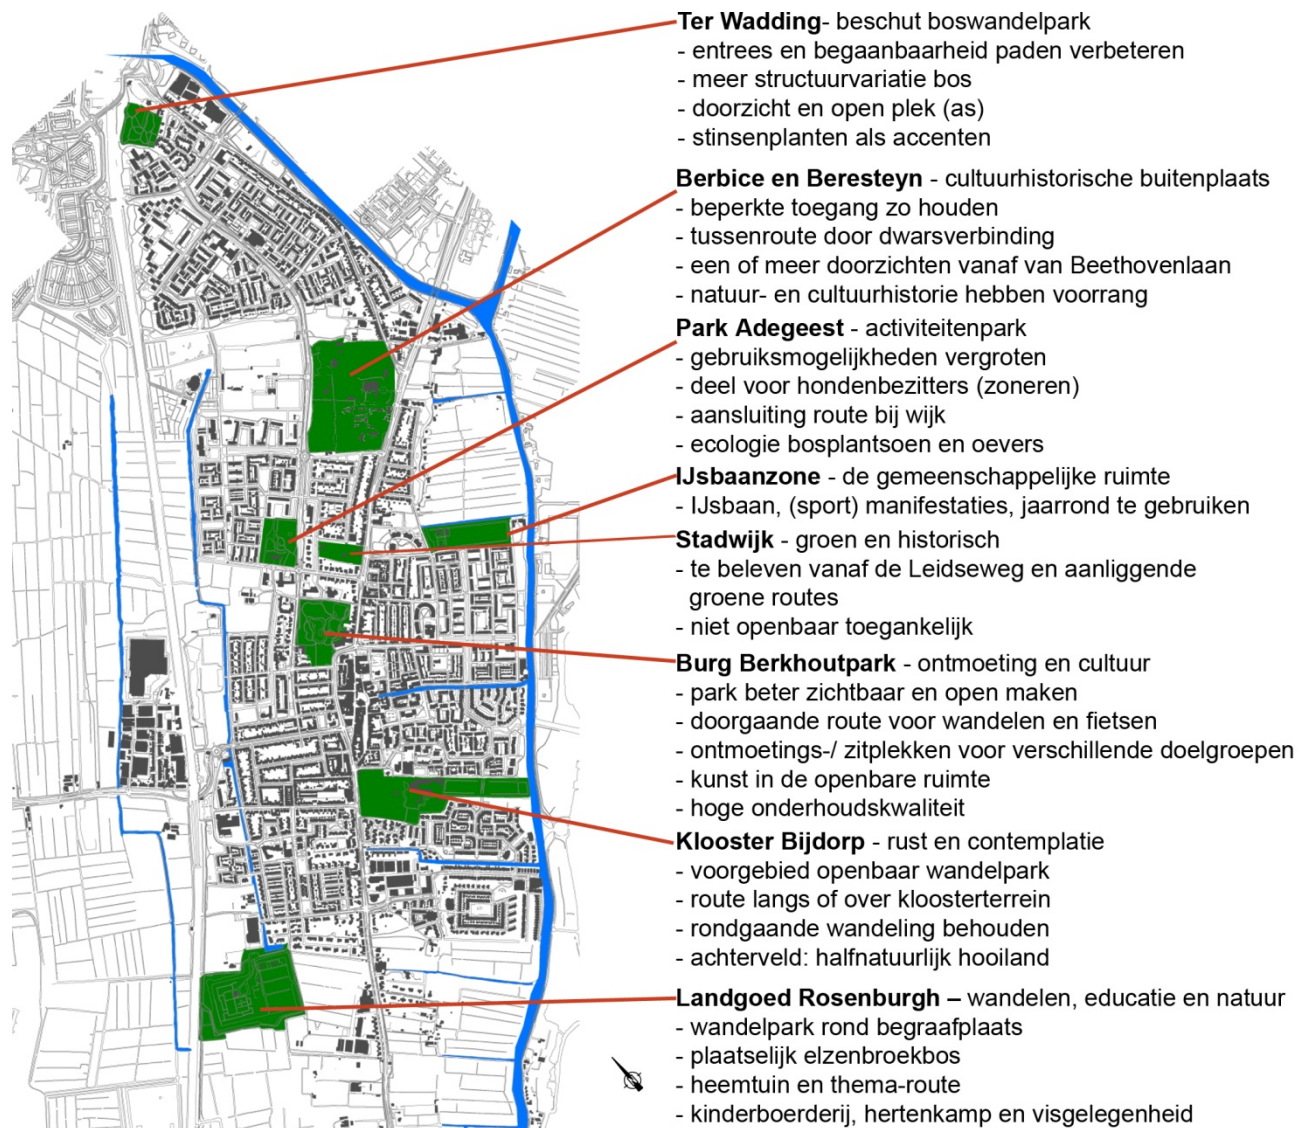 Ter Wadding- beschut boswandelpark
- entrees en begaanbaarheid paden verbeteren
- meer structuurvariatie bos
- doorzicht en open plek (as)
- stinsenplanten als accenten
Berbice en Beresteyn - cultuurhistorische buitenplaats
- beperkte toegang zo houden
- tussenroute door dwarsverbinding
- een of meer doorzichten vanaf van Beethovenlaan
- natuur- en cultuurhistorie hebben voorrang
Park Adegeest - activiteitenpark
- gebruiksmogelijkheden vergroten
- deel voor hondenbezitters (zoneren)
- aansluiting route bij wijk
- ecologie bosplantsoen en oevers
IJsbaanzone - de gemeenschappelijke ruimte
- IJsbaan, (sport) manifestaties, jaarrond te gebruiken
Stadwijk - groen en historisch
- te beleven vanaf de Leidseweg en aanliggende
groene routes
- niet openbaar toegankelijk
Burg Berkhoutpark - ontmoeting en cultuur
- park beter zichtbaar en open maken
- doorgaande route voor wandelen en fietsen
- ontmoetings-/ zitplekken voor verschillende doelgroepen
- kunst in de openbare ruimte
- hoge onderhoudskwaliteit
Klooster Bijdorp - rust en contemplatie
- voorgebied openbaar wandelpark
- route langs of over kloosterterrein
- rondgaande wandeling behouden
- achterveld: halfnatuurlijk hooiland
Landgoed Rosenburgh – wandelen, educatie en natuur
- wandelpark rond begraafplaats
- plaatselijk elzenbroekbos
- heemtuin en thema-route
- kinderboerderij, hertenkamp en visgelegenheid